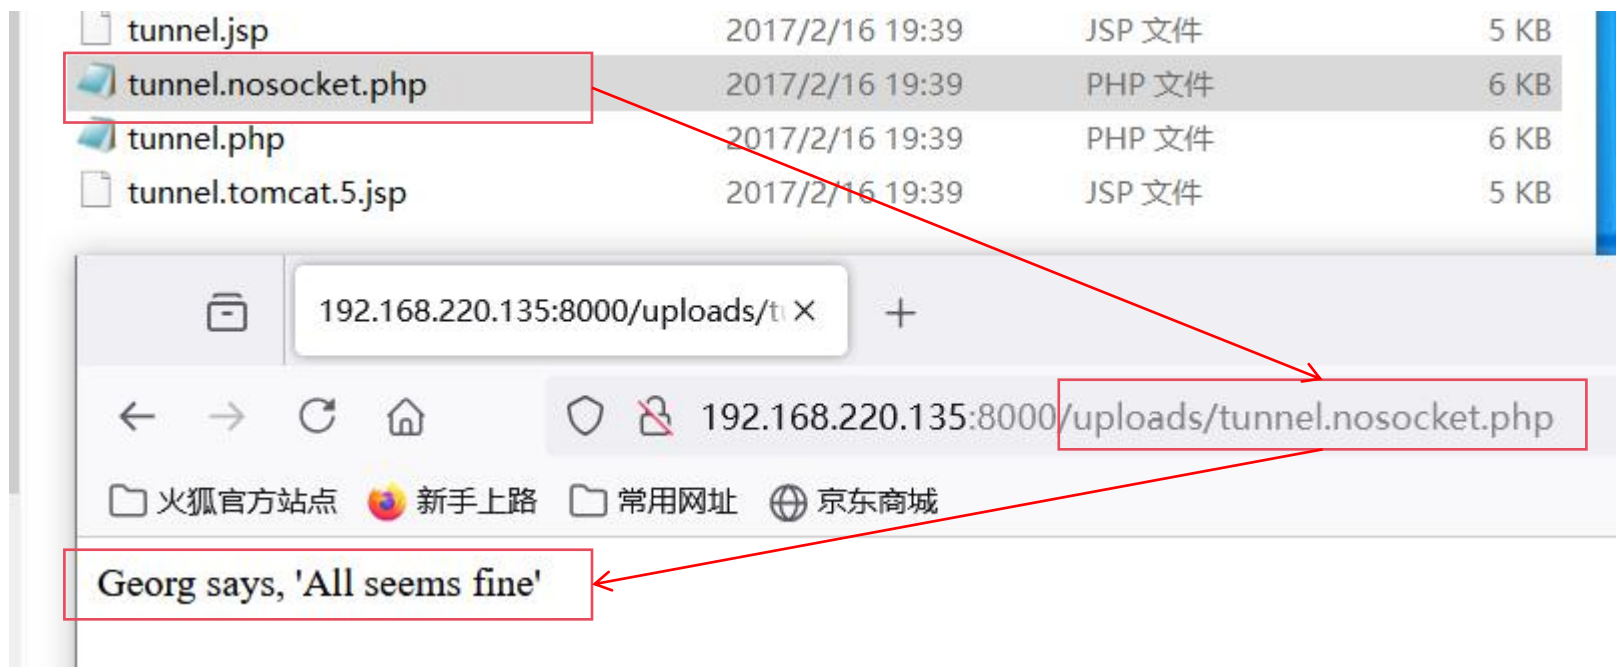 tunnel.jsp 2017/2/16 19:39 JSP 文件 5 KB
tunnel.nosocket.php 2017/2/16 19:39 PHP 文件 6 KB
tunnel.php 2017/2/16 19:39 PHP 文件 6 KB
tunnel.tomcat.5.jsp 2017/2/16 19:39 JSP 文件 5 KB
192.168.220.135:8000/uploads/t
192.168.220.135:8000/uploads/tunnel.nosocket.php
火狐官方站点 新手上路 常用网址 京东商城
Georg says, 'All seems fine'